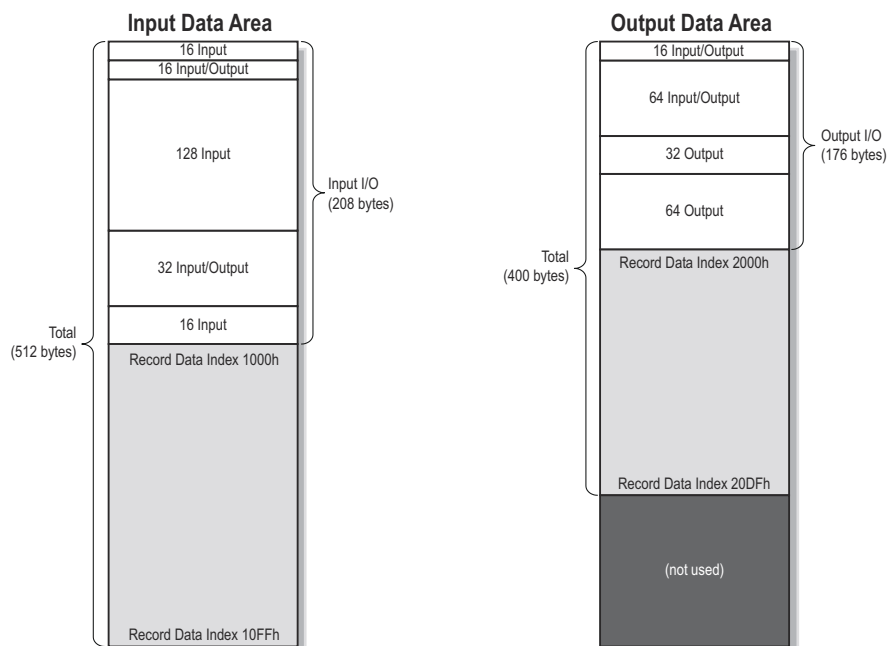 Input Data Area
16 Input
16 Input/Output
128 Input
32 Input/Output
16 Input
Input I/O
(208 bytes)
Total
(512 bytes)
Record Data Index 1000h
Record Data Index 10FFh
Output Data Area
16 Input/Output
64 Input/Output
32 Output
64 Output
Output I/O
(176 bytes)
Total
(400 bytes)
Record Data Index 2000h
Record Data Index 20DFh
(not used)